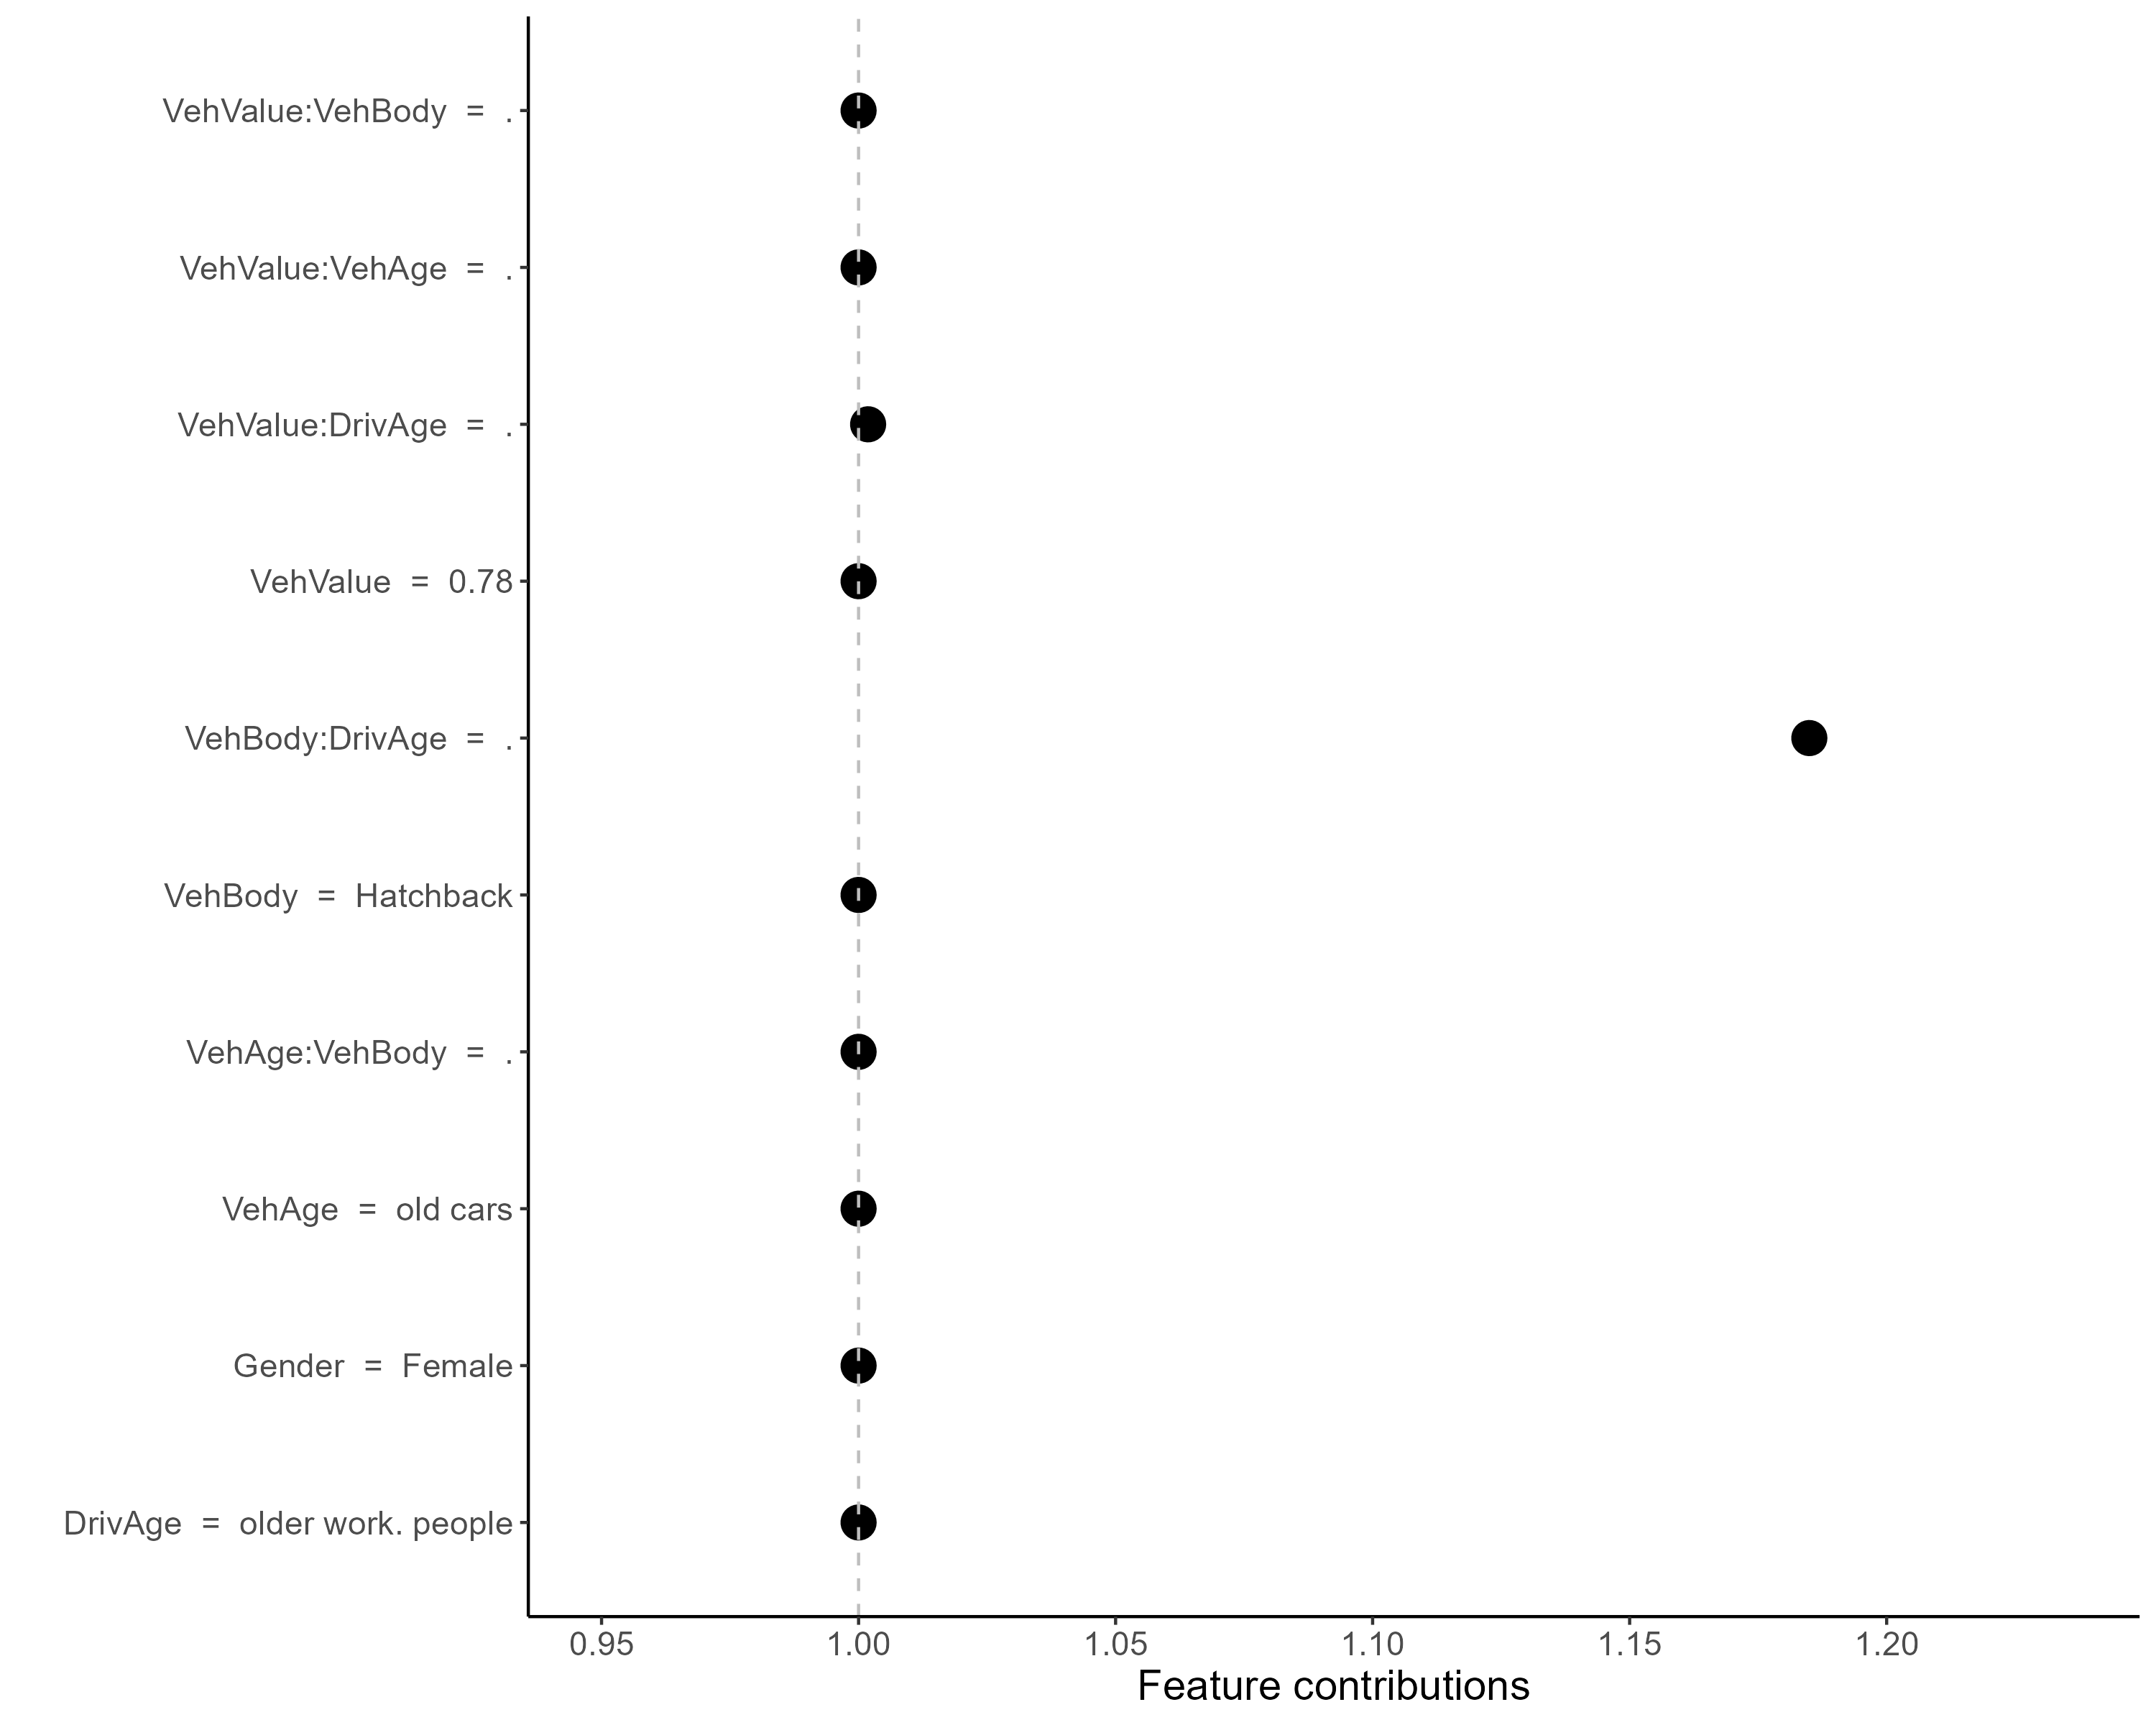 VehValue:VehBody = .
VehValue:VehAge = .
VehValue:DrivAge = .
VehValue = 0.78
VehBody:DrivAge = .
VehBody = Hatchback
VehAge:VehBody = .
VehAge = old cars
Gender = Female
DrivAge = older work. people
0.95 1.00 1.05 1.10 1.15 1.20
Feature contributions